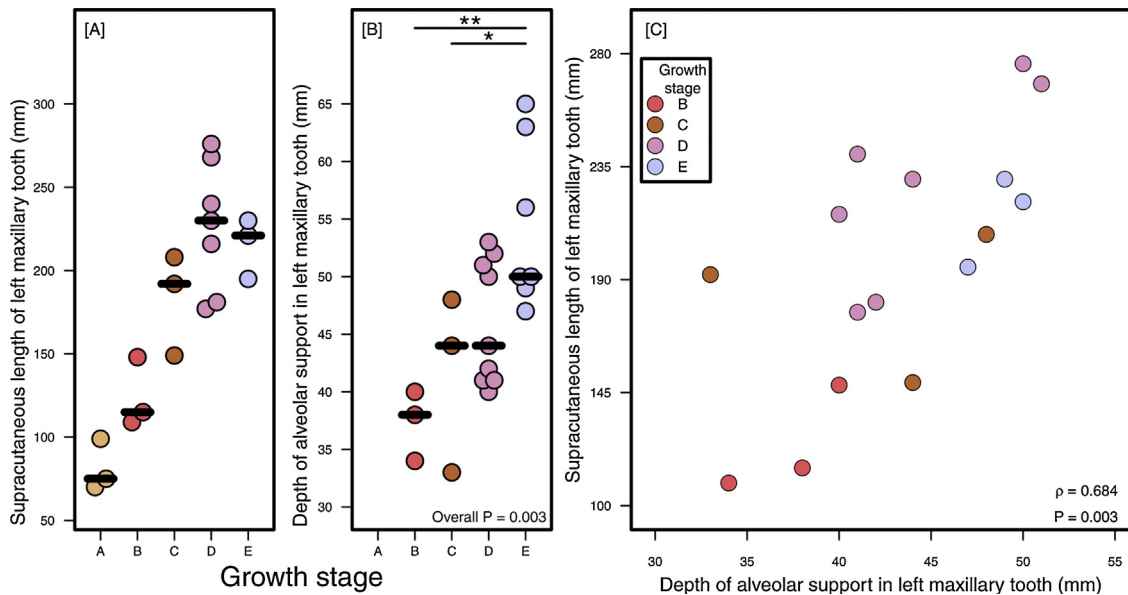 [A]
Supracutaneous length of left maxillary tooth (mm)
300
250
200
150
100
50
A B C D E
Growth stage
[B]
**
*
Depth of alveolar support in left maxillary tooth (mm)
65
60
55
50
45
40
35
30
Overall P = 0.003
A B C D E
[C]
Supracutaneous length of left maxillary tooth (mm)
280
235
190
145
100
Growth
stage
B
C
D
E
ρ = 0.684
P = 0.003
30 35 40 45 50 55
Depth of alveolar support in left maxillary tooth (mm)